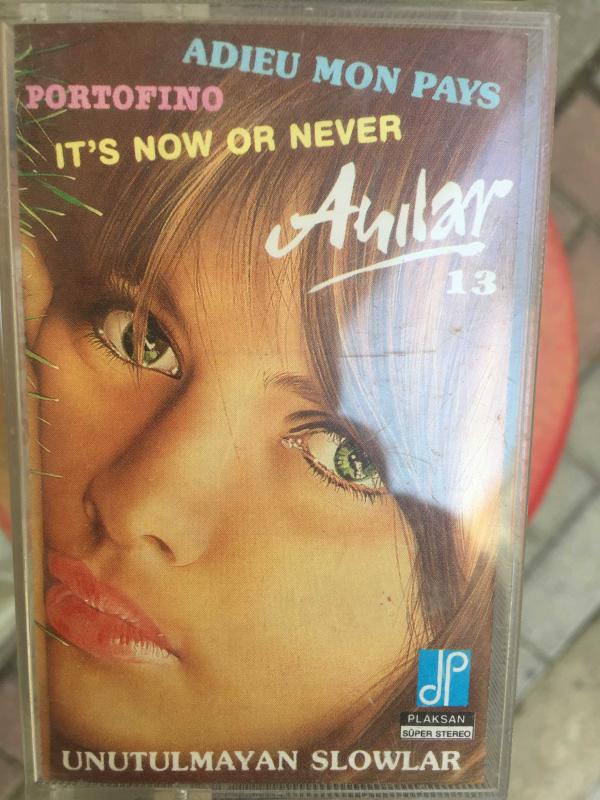 ADIEU MON PAYS
PORTOFINO
IT'S NOW OR NEVER
Anılar
13
PLAKSAN
SÜPER STEREO
UNUTULMAYAN SLOWLAR